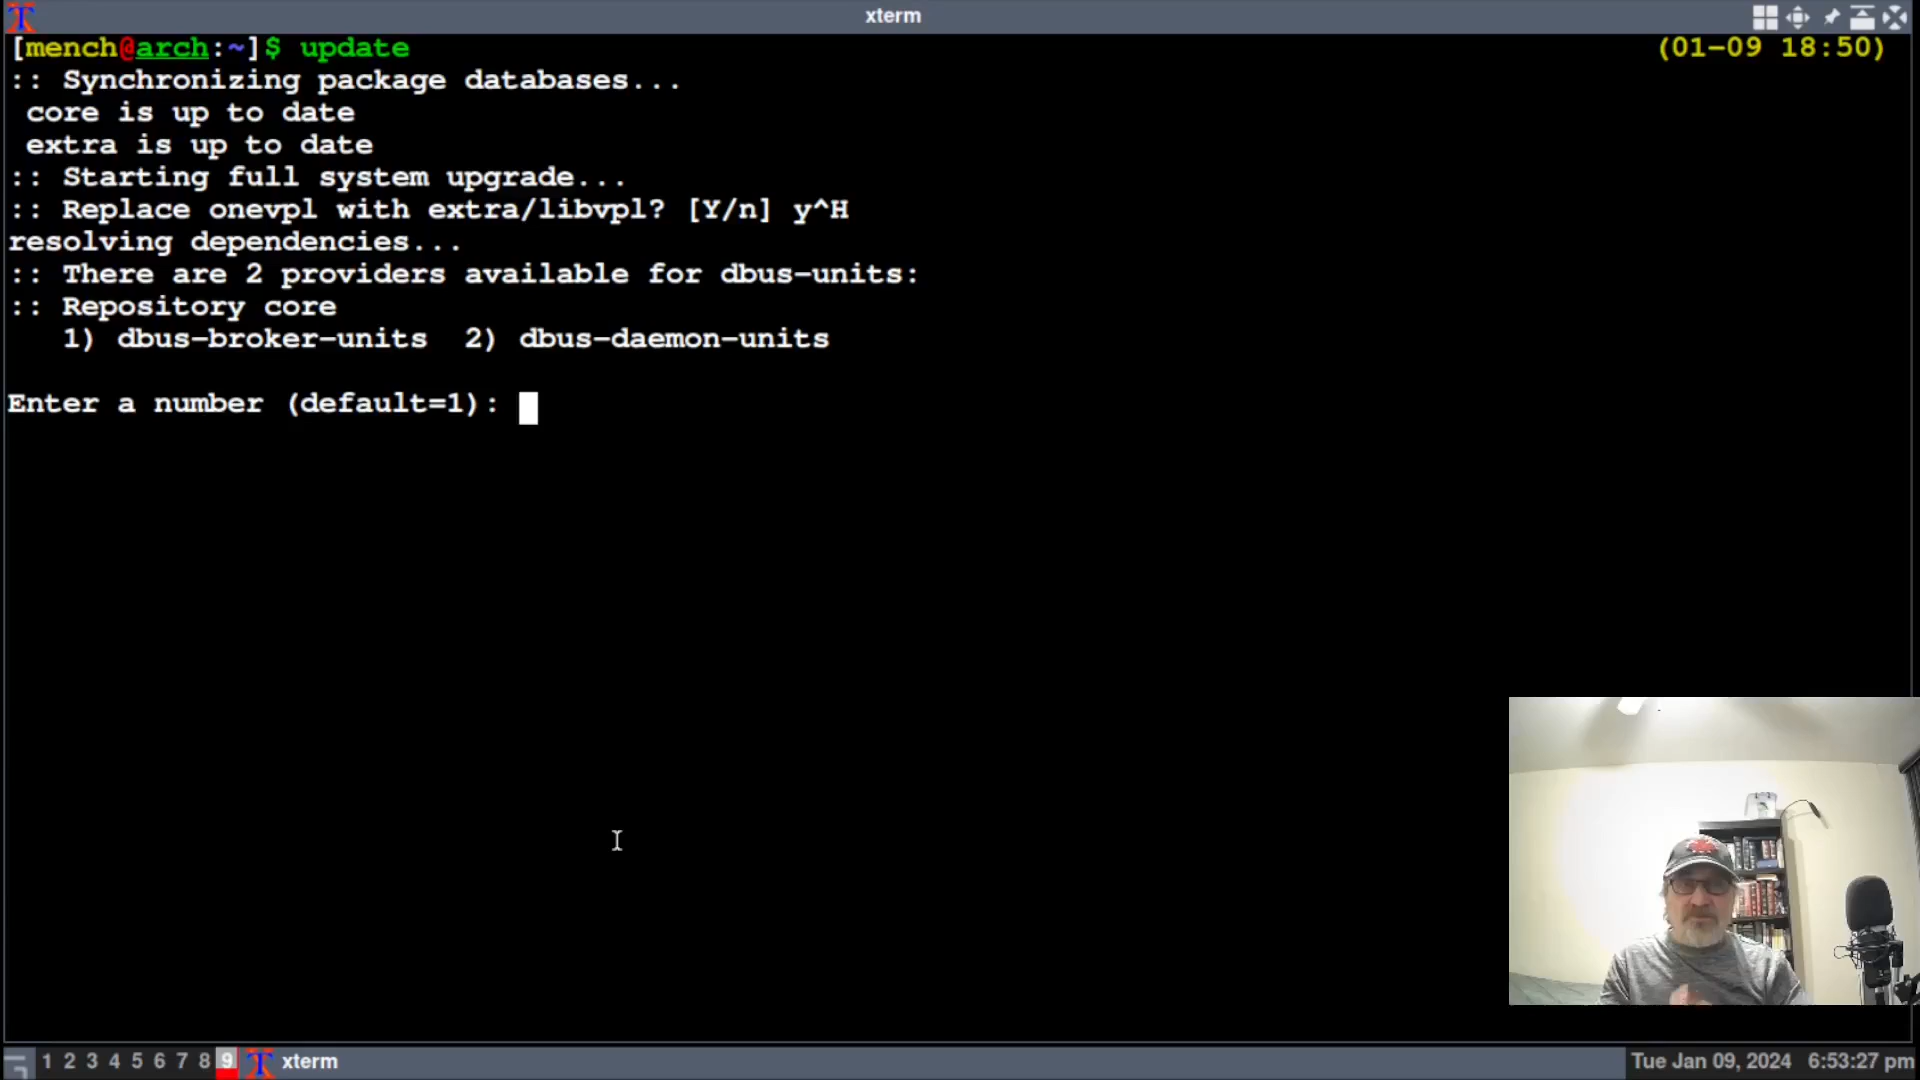 xterm
[mench@arch:~]$ update (01-09 18:50)
:: Synchronizing package databases...
core is up to date
extra is up to date
:: Starting full system upgrade...
:: Replace onevpl with extra/libvpl? [Y/n] y^H
resolving dependencies...
:: There are 2 providers available for dbus-units:
:: Repository core
1) dbus-broker-units  2) dbus-daemon-units
Enter a number (default=1):
1 2 3 4 5 6 7 8 9 xterm Tue Jan 09, 2024 6:53:27 pm